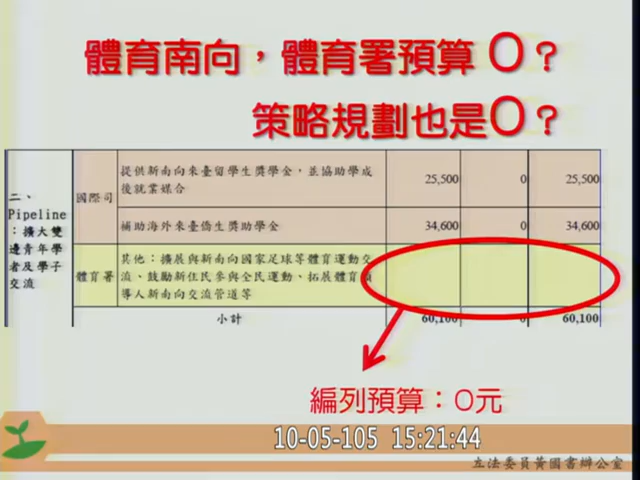 體育南向，體育署預算0？
策略規劃也是0？
二、
Pipeline
：擴大雙
邊青年學
者及學子
交流
國際司
提供新南向來臺留學生獎學金，並協助學成
後就業媒合
25,500 0 25,500
補助海外來臺僑生獎助學金
34,600 0 34,600
體育署
其他：擴展與新南向國家足球等體育運動交
流、鼓勵新住民參與全民運動、拓展體育領
導人新南向交流管道等
小計 60,100 0 60,100
編列預算：0元
10-05-105 15:21:44
立法委員黃國書辦公室